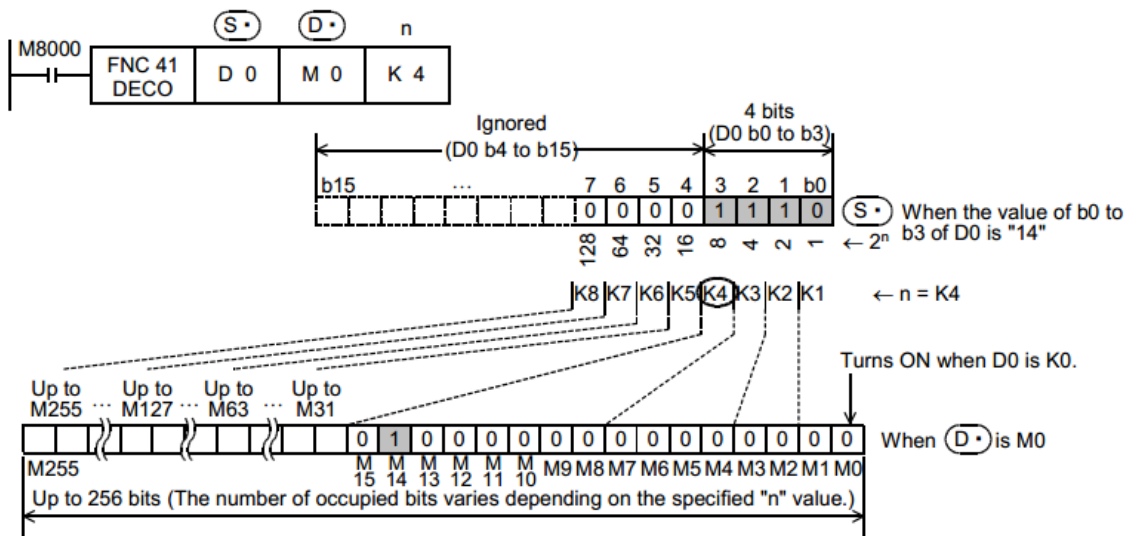 S· D· n
M8000
FNC 41 DECO D 0 M 0 K 4
4 bits
Ignored (D0 b0 to b3)
(D0 b4 to b15)
b15 ... 7 6 5 4 3 2 1 b0
0 0 0 0 1 1 1 0 S· When the value of b0 to
b3 of D0 is "14"
128 64 32 16 8 4 2 1 ← 2ⁿ
K8 K7 K6 K5 K4 K3 K2 K1 ← n = K4
Turns ON when D0 is K0.
Up to M255 ... Up to M127 ... Up to M63 ... Up to M31
0 1 0 0 0 0 0 0 0 0 0 0 0 0 0 0 When D· is M0
M255 M15 M14 M13 M12 M11 M10 M9 M8 M7 M6 M5 M4 M3 M2 M1 M0
Up to 256 bits (The number of occupied bits varies depending on the specified "n" value.)